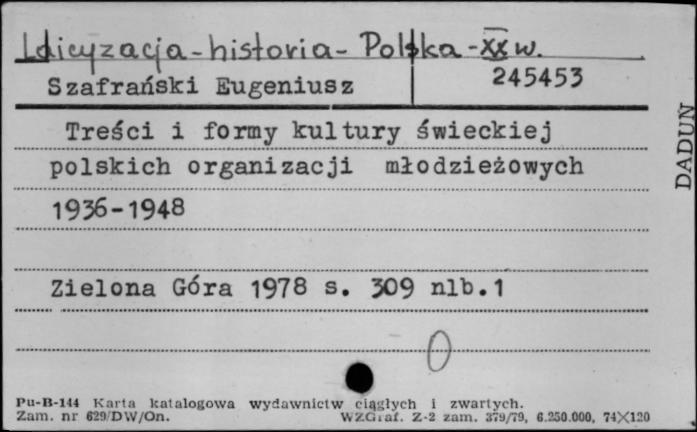 Laicyzacja - historia - Polska - XX w.
Szafrański Eugeniusz 245453
Treści i formy kultury świeckiej
polskich organizacji młodzieżowych
1936-1948
Zielona Góra 1978 s. 309 nlb.1
0
Pu-B-144 Karta katalogowa wydawnictw ciągłych i zwartych.
Zam. nr 629/DW/On. WZGraf. Z-2 zam. 379/79, 6.250.000, 74×120
DADUN